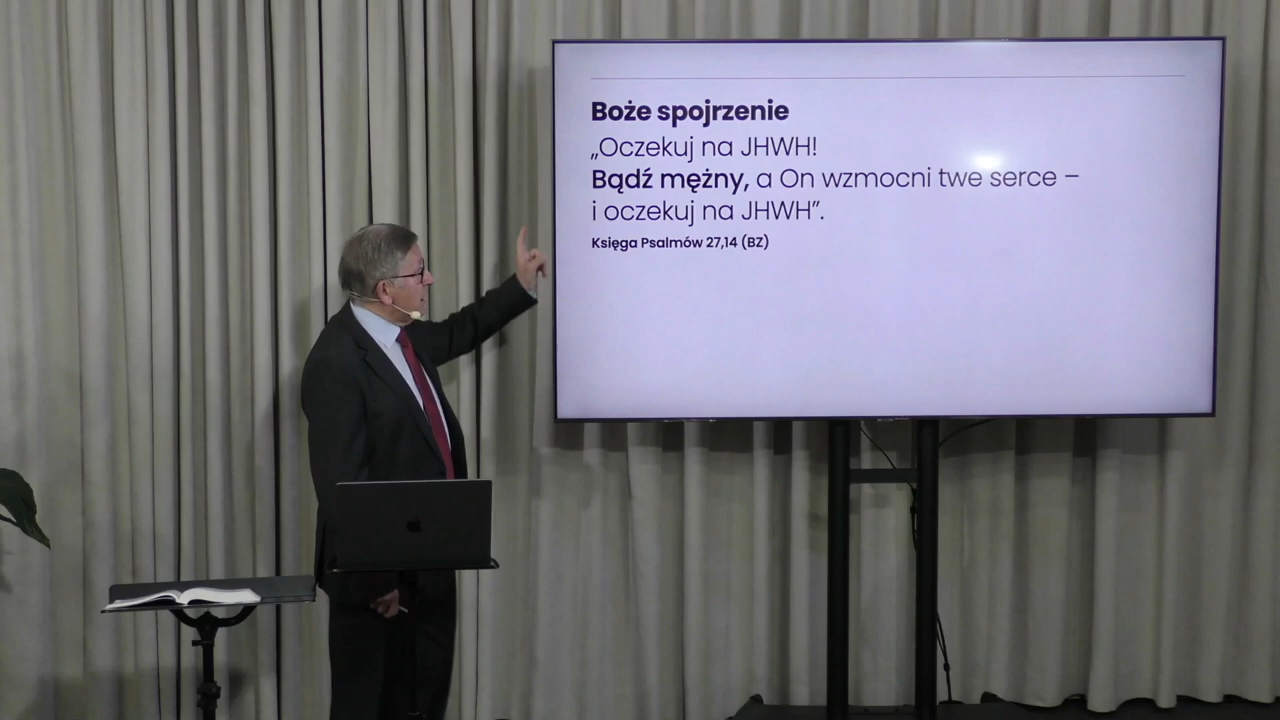 Boże spojrzenie
„Oczekuj na JHWH!
Bądź mężny, a On wzmocni twe serce –
i oczekuj na JHWH”.
Księga Psalmów 27,14 (BZ)